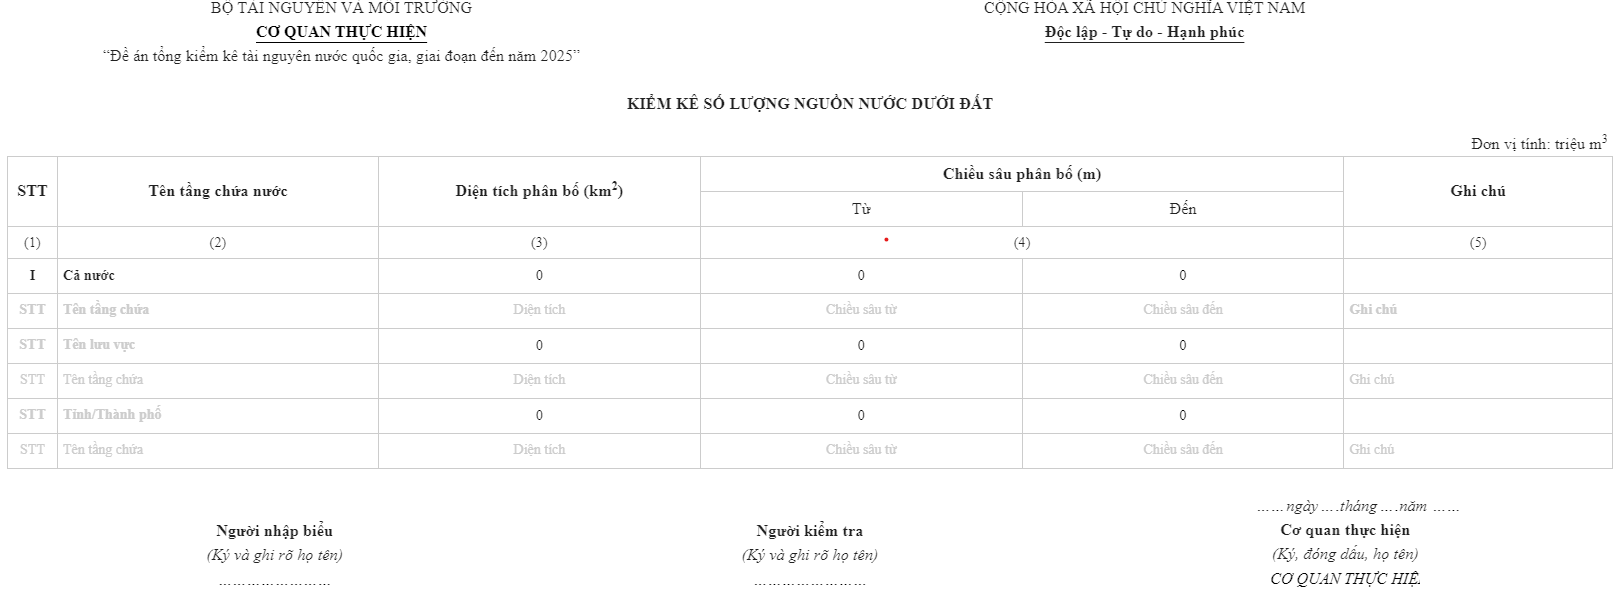 BỘ TÀI NGUYÊN VÀ MÔI TRƯỜNG
CỘNG HÒA XÃ HỘI CHỦ NGHĨA VIỆT NAM
CƠ QUAN THỰC HIỆN
Độc lập - Tự do - Hạnh phúc
“Đề án tổng kiểm kê tài nguyên nước quốc gia, giai đoạn đến năm 2025”
KIỂM KÊ SỐ LƯỢNG NGUỒN NƯỚC DƯỚI ĐẤT
Đơn vị tính: triệu m³
STT Tên tầng chứa nước Diện tích phân bố (km²) Chiều sâu phân bố (m) Ghi chú
Từ Đến
(1) (2) (3) (4) (5)
I Cả nước 0 0 0
STT Tên tầng chứa Diện tích Chiều sâu từ Chiều sâu đến Ghi chú
STT Tên lưu vực 0 0 0
STT Tên tầng chứa Diện tích Chiều sâu từ Chiều sâu đến Ghi chú
STT Tỉnh/Thành phố 0 0 0
STT Tên tầng chứa Diện tích Chiều sâu từ Chiều sâu đến Ghi chú
……ngày ….tháng ….năm ……
Người nhập biểu Người kiểm tra Cơ quan thực hiện
(Ký và ghi rõ họ tên) (Ký và ghi rõ họ tên) (Ký, đóng dấu, họ tên)
…………………… …………………… CƠ QUAN THỰC HIỆ.